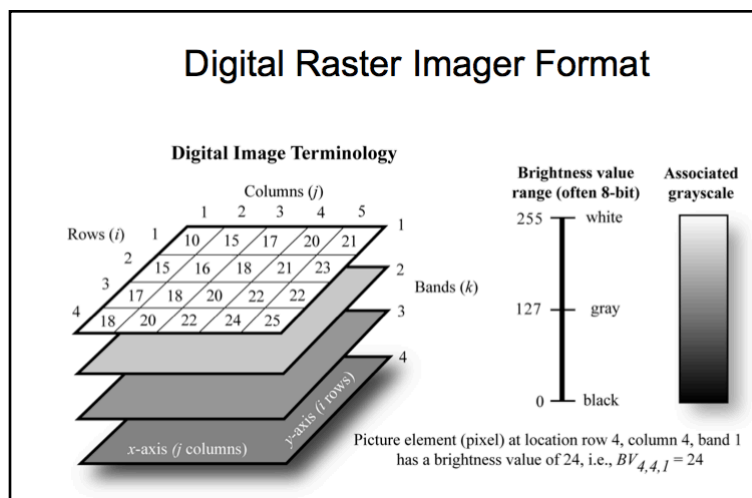 Digital Raster Imager Format
Digital Image Terminology
Columns (j)
1 2 3 4 5
Rows (i)
1 10 15 17 20 21
2 15 16 18 21 23
3 17 18 20 22 22
4 18 20 22 24 25
1
2
Bands (k)
3
4
x-axis (j columns)
y-axis (i rows)
Brightness value
range (often 8-bit)
255 white
127 gray
0 black
Associated
grayscale
Picture element (pixel) at location row 4, column 4, band 1
has a brightness value of 24, i.e., BV4,4,1 = 24